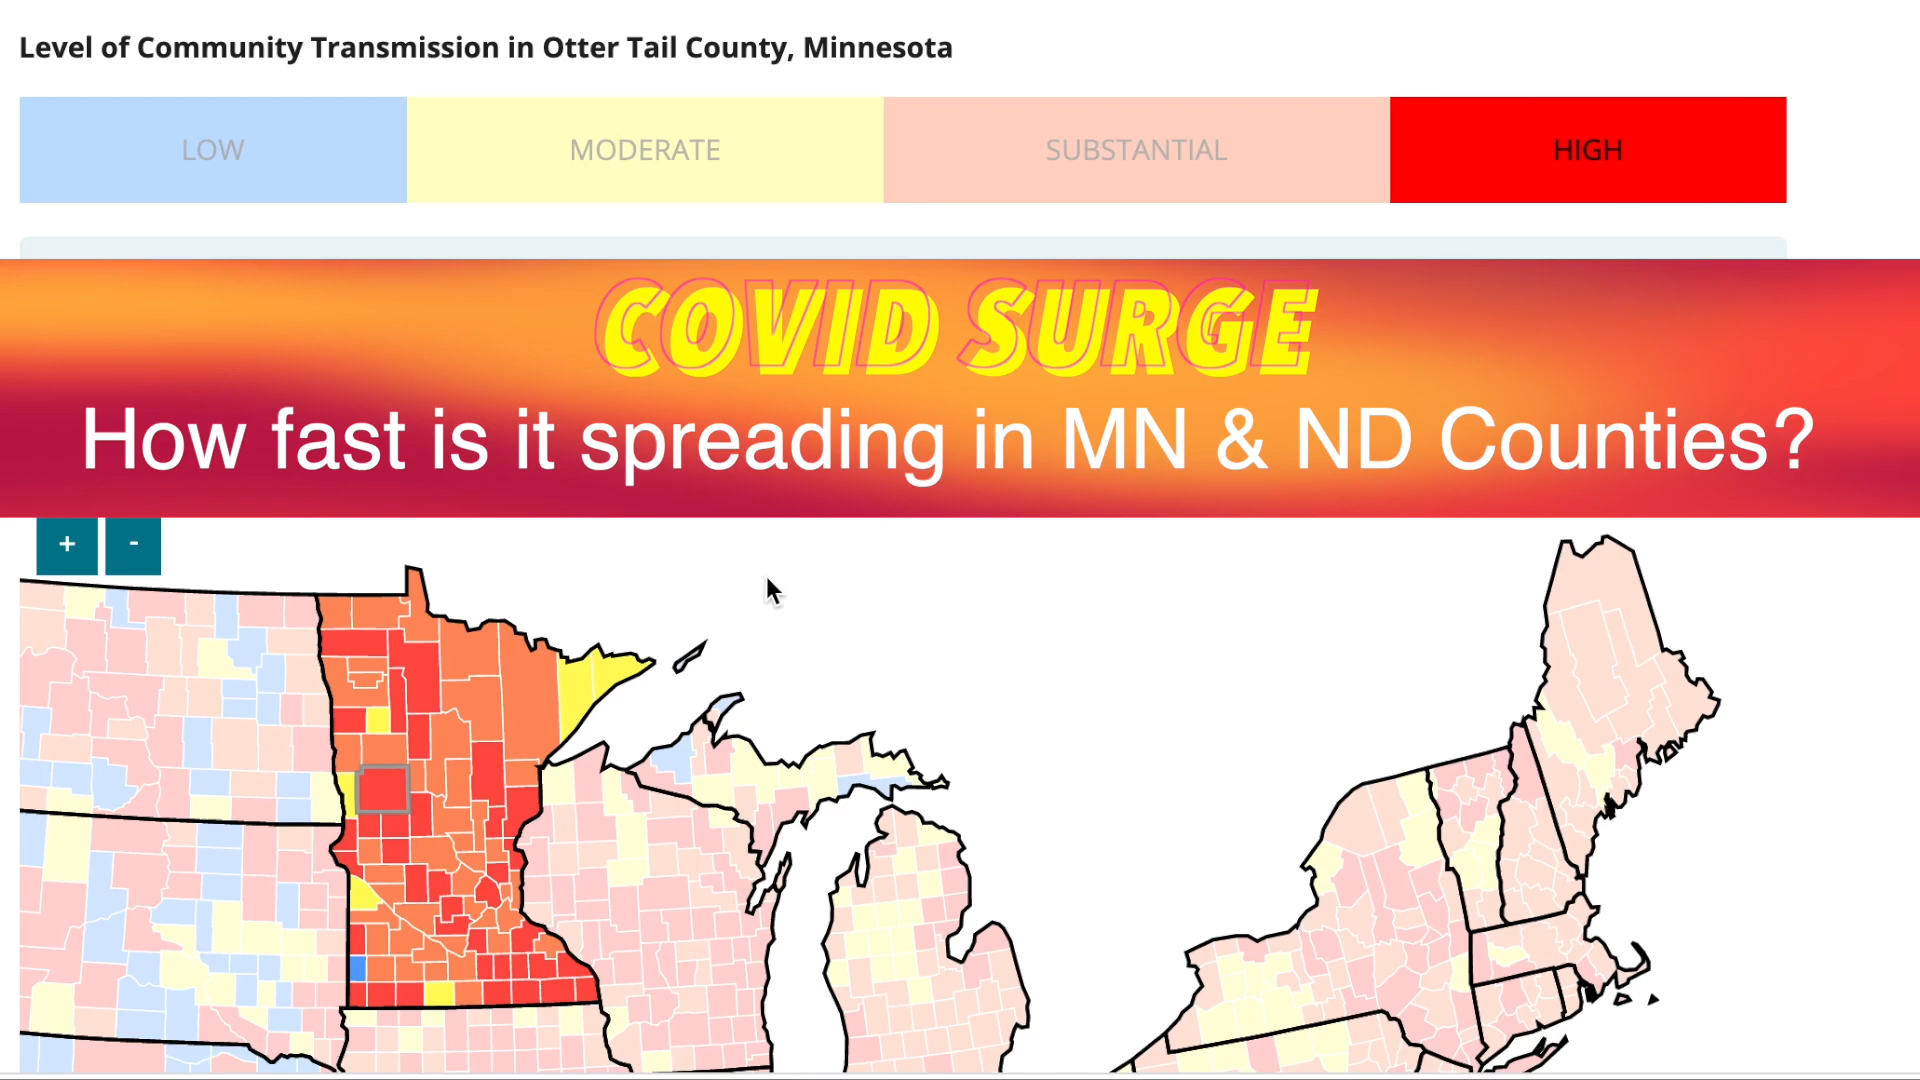 Level of Community Transmission in Otter Tail County, Minnesota
LOW MODERATE SUBSTANTIAL HIGH
COVID SURGE
How fast is it spreading in MN & ND Counties?
+ -